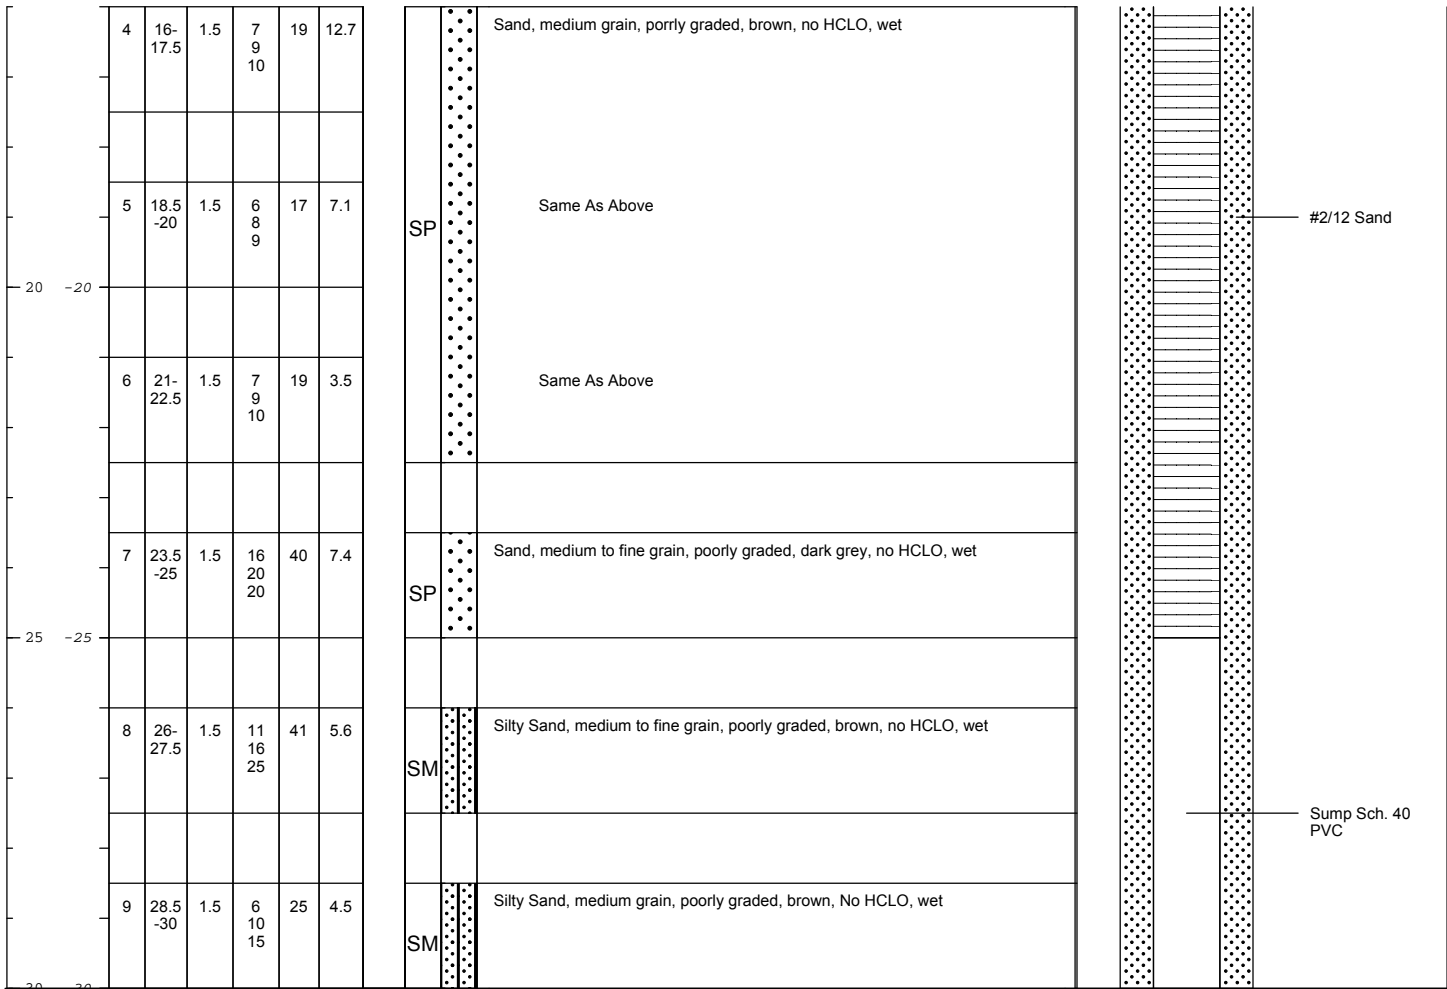 4 16- 1.5 7 19 12.7 Sand, medium grain, porrly graded, brown, no HCLO, wet
17.5 9
10
5 18.5 1.5 6 17 7.1 Same As Above
-20 8
9
SP
#2/12 Sand
20 -20
6 21- 1.5 7 19 3.5 Same As Above
22.5 9
10
7 23.5 1.5 16 40 7.4 Sand, medium to fine grain, poorly graded, dark grey, no HCLO, wet
-25 20
20
SP
25 -25
8 26- 1.5 11 41 5.6 Silty Sand, medium to fine grain, poorly graded, brown, no HCLO, wet
27.5 16
25
SM
Sump Sch. 40
PVC
9 28.5 1.5 6 25 4.5 Silty Sand, medium grain, poorly graded, brown, No HCLO, wet
-30 10
15
SM